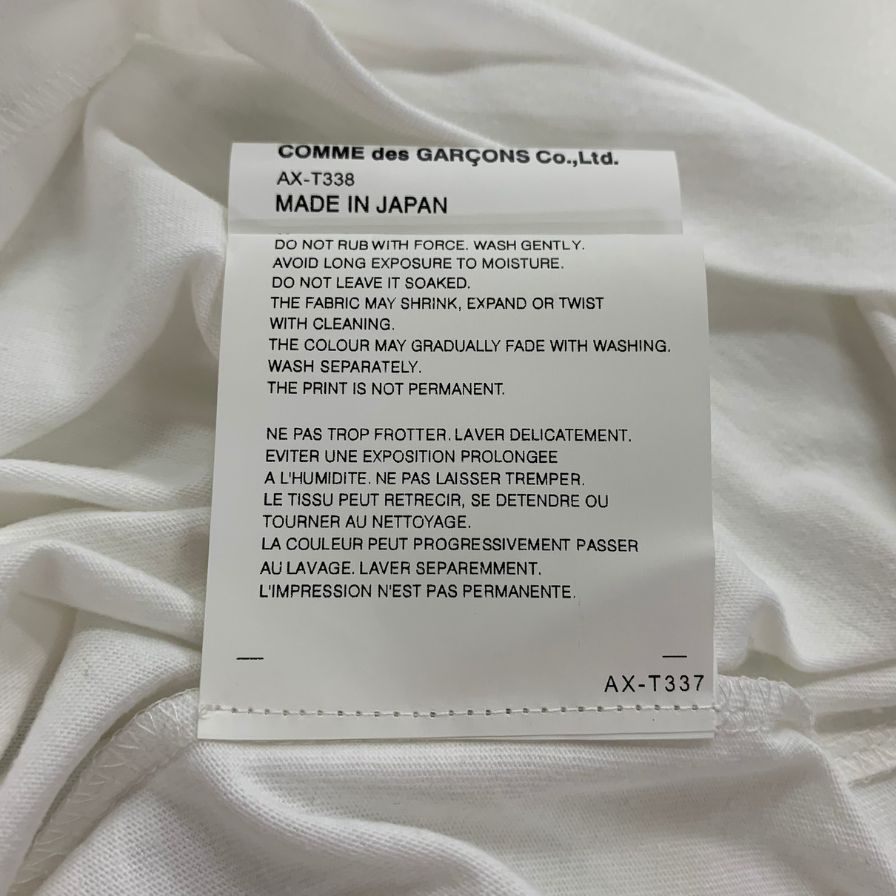 COMME des GARÇONS Co.,Ltd.
AX-T338
MADE IN JAPAN
DO NOT RUB WITH FORCE. WASH GENTLY.
AVOID LONG EXPOSURE TO MOISTURE.
DO NOT LEAVE IT SOAKED.
THE FABRIC MAY SHRINK, EXPAND OR TWIST
WITH CLEANING.
THE COLOUR MAY GRADUALLY FADE WITH WASHING.
WASH SEPARATELY.
THE PRINT IS NOT PERMANENT.
NE PAS TROP FROTTER. LAVER DELICATEMENT.
EVITER UNE EXPOSITION PROLONGEE
A L'HUMIDITE. NE PAS LAISSER TREMPER.
LE TISSU PEUT RETRECIR, SE DETENDRE OU
TOURNER AU NETTOYAGE.
LA COULEUR PEUT PROGRESSIVEMENT PASSER
AU LAVAGE. LAVER SEPAREMMENT.
L'IMPRESSION N'EST PAS PERMANENTE.
AX-T337